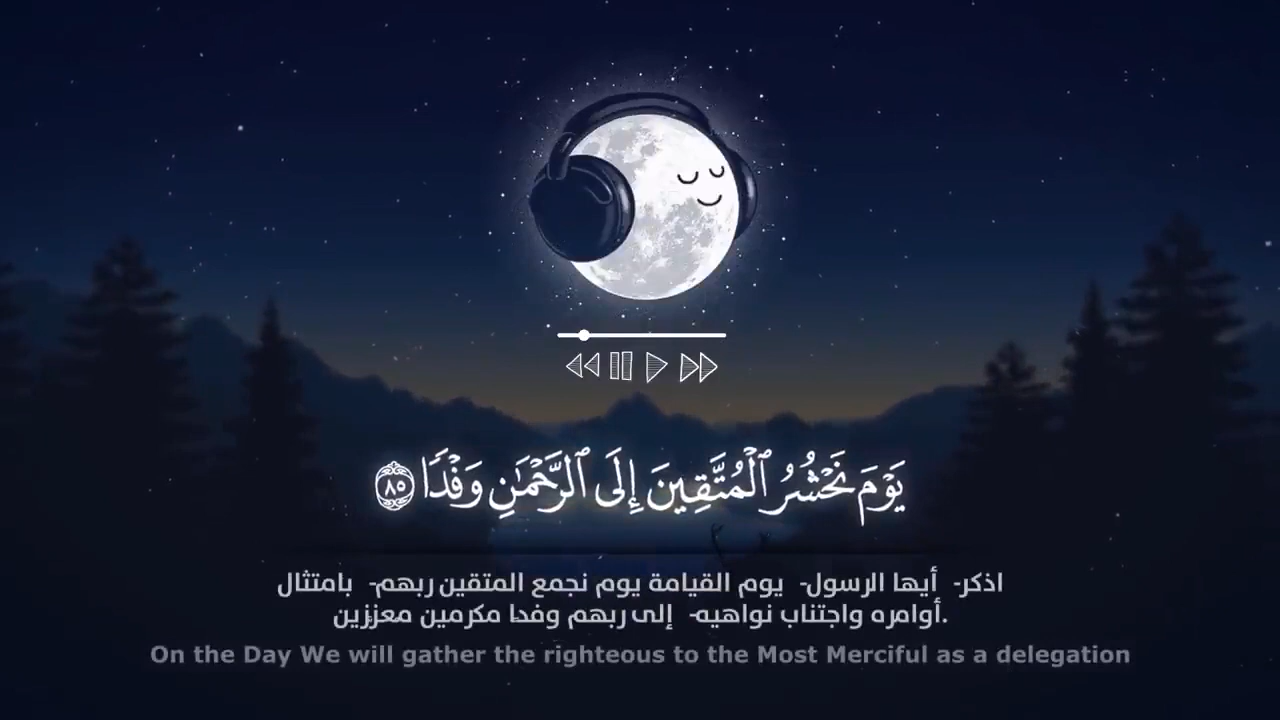 يَوْمَ نَحْشُرُ ٱلْمُتَّقِينَ إِلَى ٱلرَّحْمَٰنِ وَفْدًا ٨٥
اذكر- أيها الرسول- يوم القيامة يوم نجمع المتقين ربهم- بامتثال
أوامره واجتناب نواهيه- إلى ربهم وفدا مكرمين معززين.
On the Day We will gather the righteous to the Most Merciful as a delegation